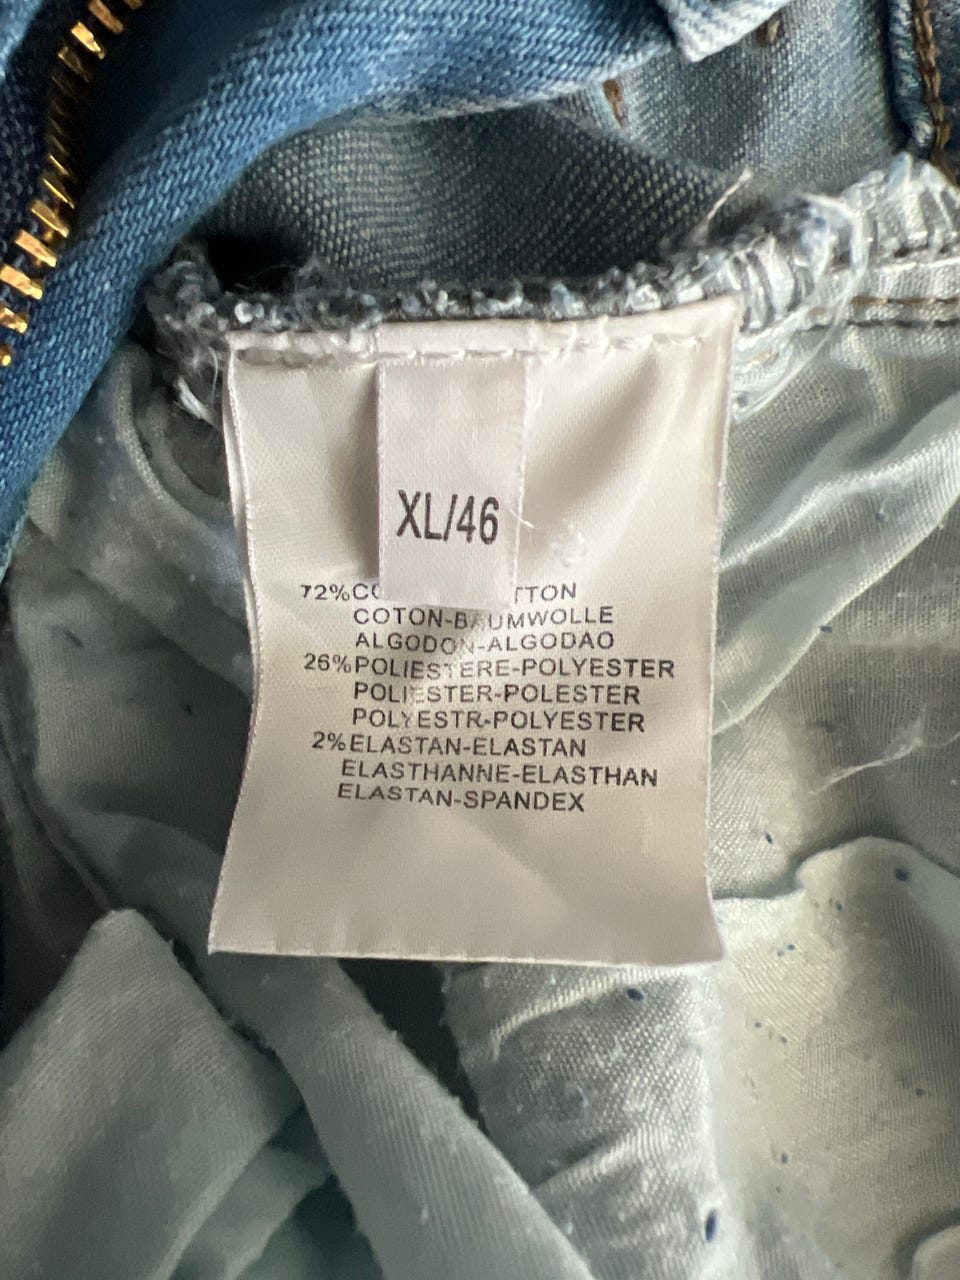 XL/46
72%
COTON-BAUMWOLLE
ALGODON-ALGODAO
26%POLIESTERE-POLYESTER
POLIESTER-POLESTER
POLYESTR-POLYESTER
2%ELASTAN-ELASTAN
ELASTHANNE-ELASTHAN
ELASTAN-SPANDEX